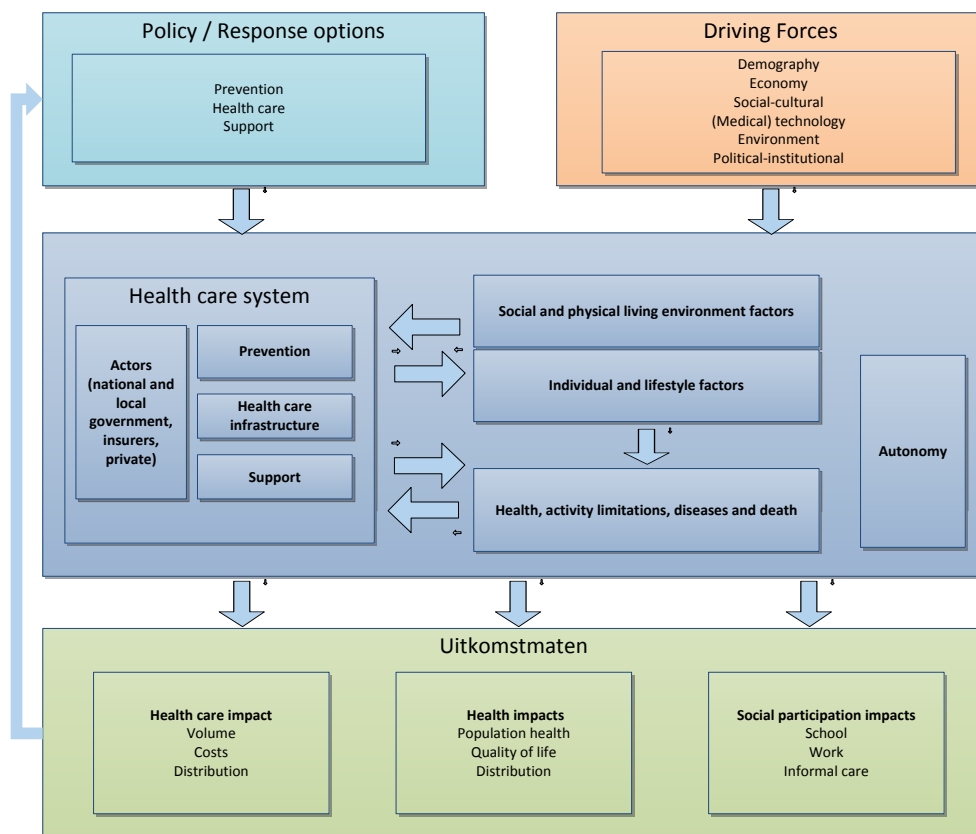 Policy / Response options
Prevention
Health care
Support
Driving Forces
Demography
Economy
Social-cultural
(Medical) technology
Environment
Political-institutional
Health care system
Actors
(national and
local
government,
insurers,
private)
Prevention
Health care
infrastructure
Support
Social and physical living environment factors
Individual and lifestyle factors
Health, activity limitations, diseases and death
Autonomy
Uitkomstmaten
Health care impact
Volume
Costs
Distribution
Health impacts
Population health
Quality of life
Distribution
Social participation impacts
School
Work
Informal care